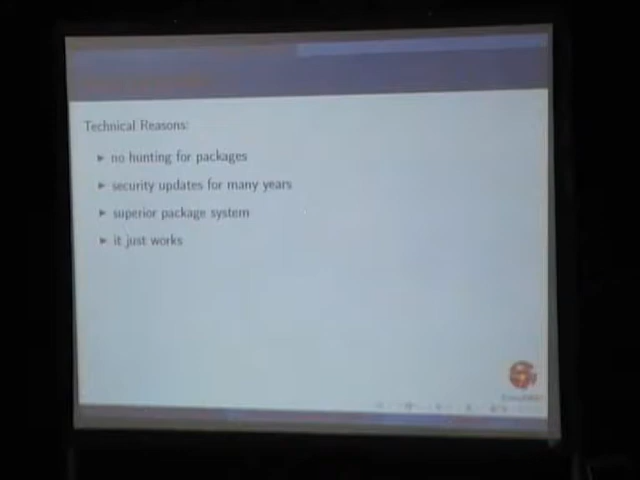 Technical Reasons:
no hunting for packages
security updates for many years
superior package system
it just works